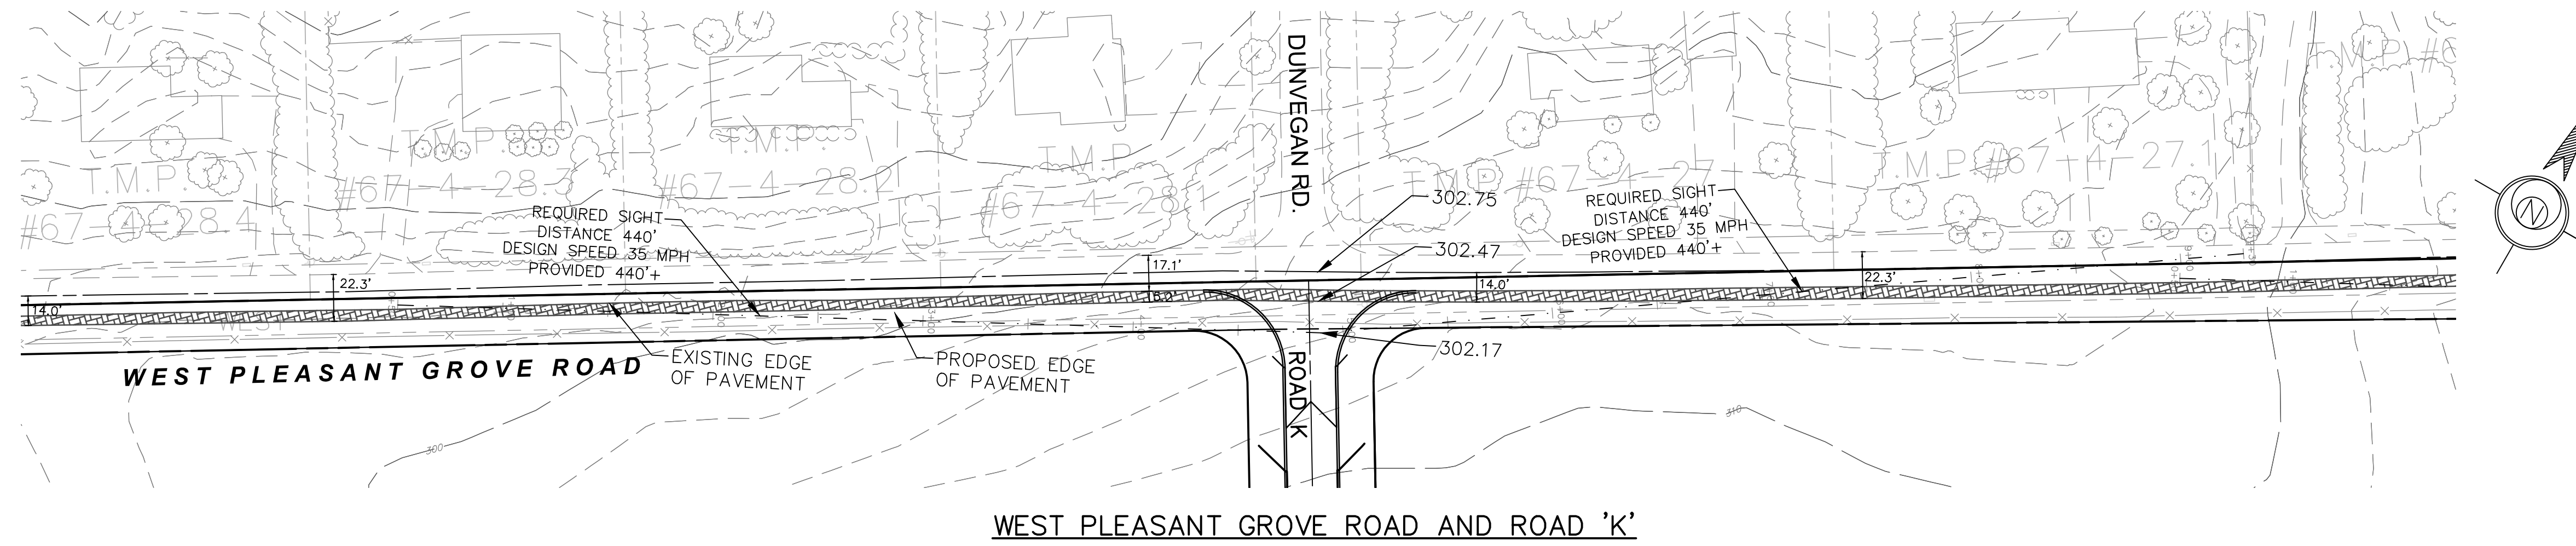 DUNVEGAN RD.
T.M.P.
#67-4-28.4
T.M.P.
#67-4-28.3
T.M.P.
#67-4-28.2
T.M.P.
#67-4-28.1
T.M.P. #67-4-27
T.M.P. #67-4-27.1
T.M.P. #6
REQUIRED SIGHT
DISTANCE 440'
DESIGN SPEED 35 MPH
PROVIDED 440'+
302.75
302.47
REQUIRED SIGHT
DISTANCE 440'
DESIGN SPEED 35 MPH
PROVIDED 440'+
14.0'
22.3'
17.1'
14.0'
22.3'
WEST
302.17
WEST PLEASANT GROVE ROAD
EXISTING EDGE
OF PAVEMENT
PROPOSED EDGE
OF PAVEMENT
ROAD K
300
310
N
WEST PLEASANT GROVE ROAD AND ROAD 'K'